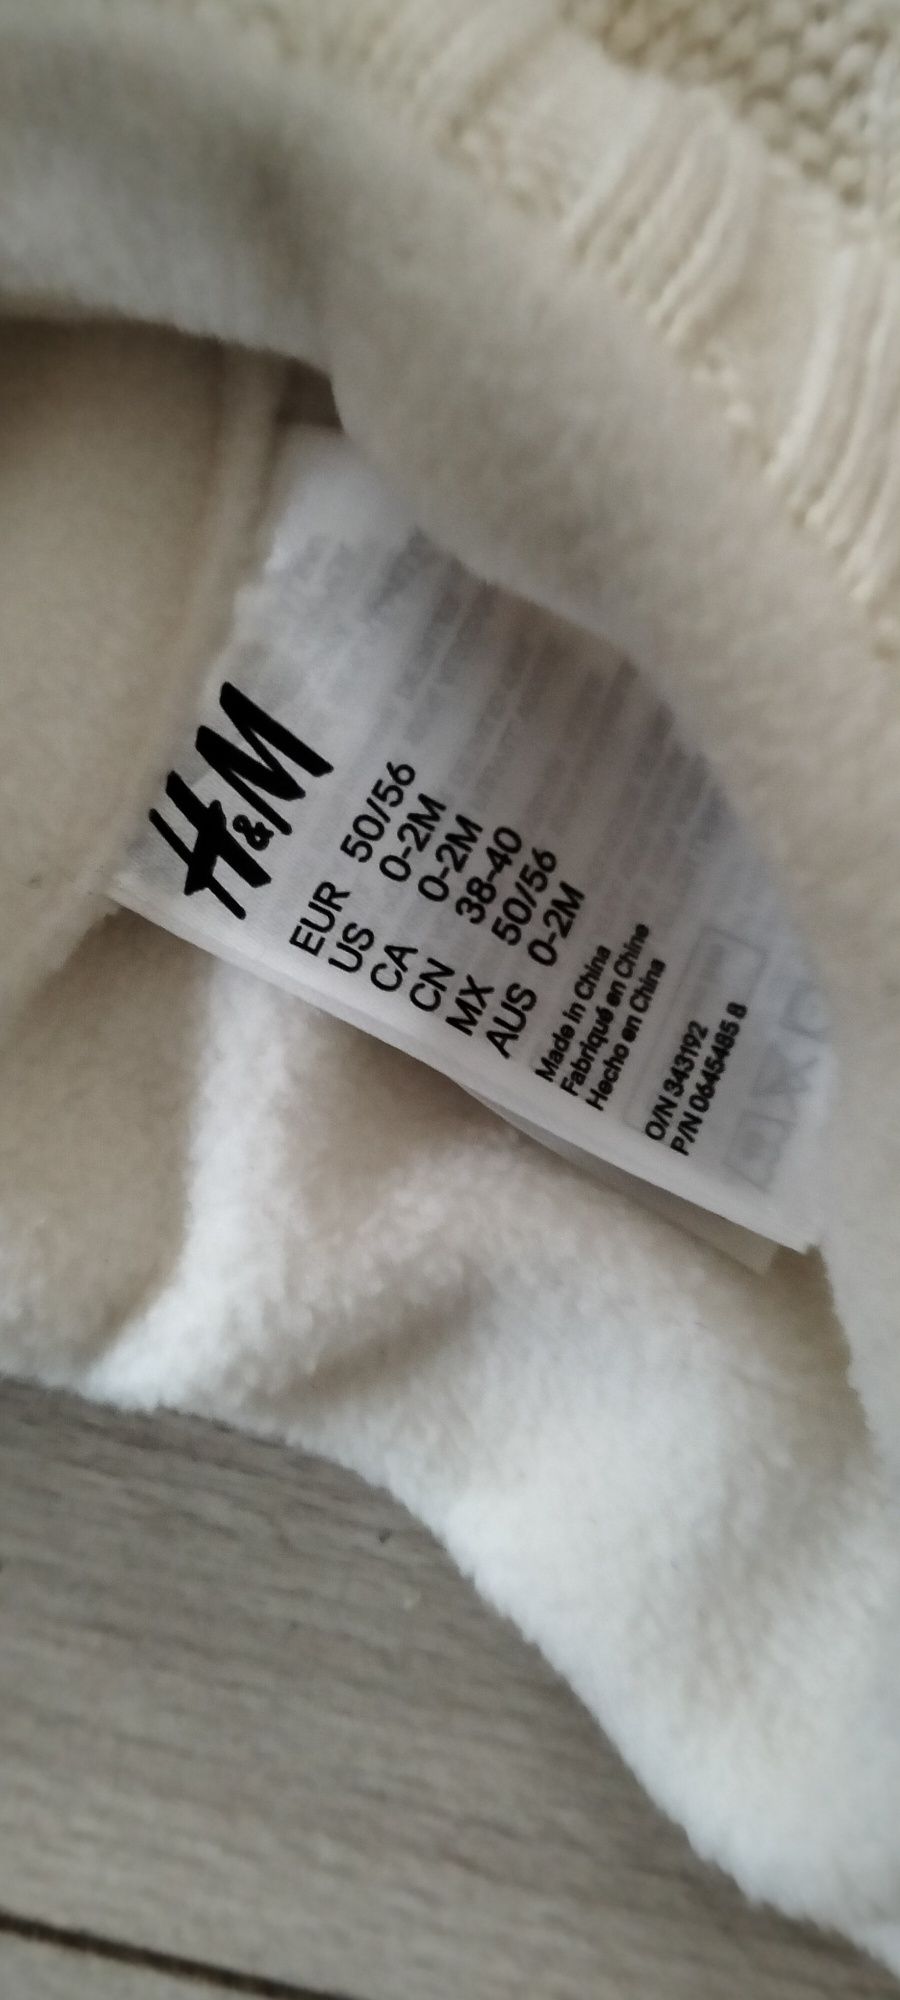 H&M
EUR 50/56
US 0-2M
CA 0-2M
CN 38-40
MX 50/56
AUS 0-2M
Made in China
Fabriqué en Chine
Hecho en China
O/N 343192
P/N 0645485 8